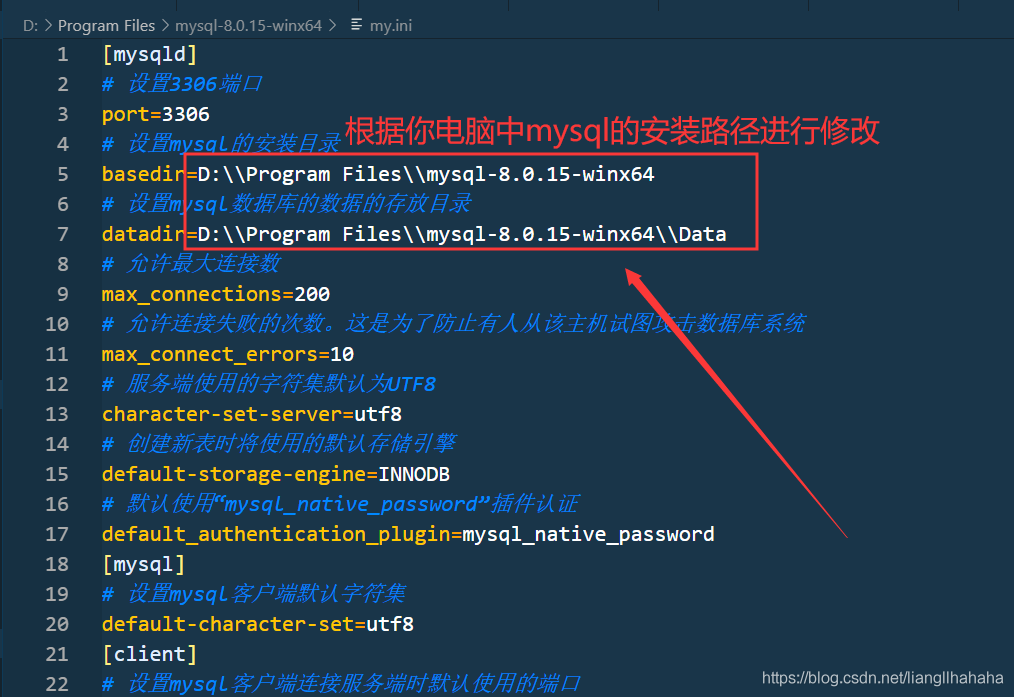 D: > Program Files > mysql-8.0.15-winx64 > my.ini
1 [mysqld]
2 # 设置3306端口
3 port=3306
4 # 设置mysql的安装目录
根据你电脑中mysql的安装路径进行修改
5 basedir=D:\\Program Files\\mysql-8.0.15-winx64
6 # 设置mysql数据库的数据的存放目录
7 datadir=D:\\Program Files\\mysql-8.0.15-winx64\\Data
8 # 允许最大连接数
9 max_connections=200
10 # 允许连接失败的次数。这是为了防止有人从该主机试图攻击数据库系统
11 max_connect_errors=10
12 # 服务端使用的字符集默认为UTF8
13 character-set-server=utf8
14 # 创建新表时将使用的默认存储引擎
15 default-storage-engine=INNODB
16 # 默认使用“mysql_native_password”插件认证
17 default_authentication_plugin=mysql_native_password
18 [mysql]
19 # 设置mysql客户端默认字符集
20 default-character-set=utf8
21 [client]
22 # 设置mysql客户端连接服务端时默认使用的端口
https://blog.csdn.net/liangllhahaha